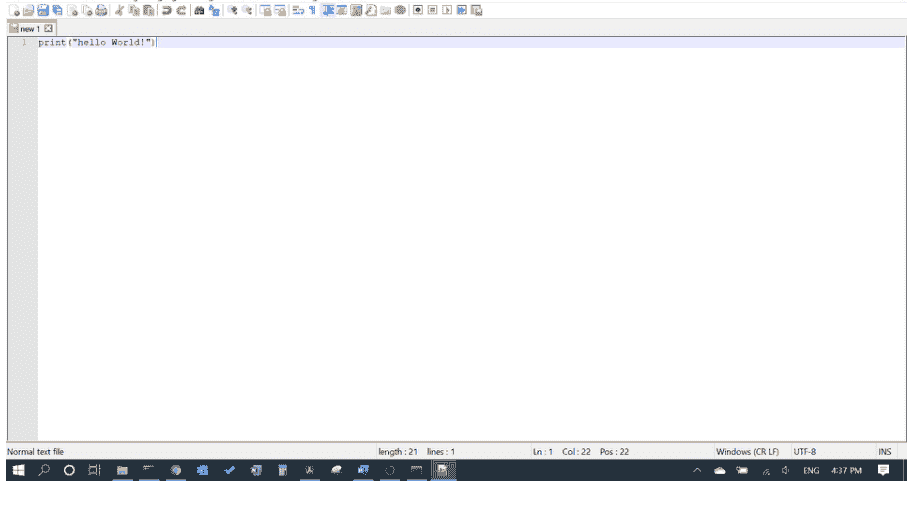 new 1
1 print("hello World!")
Normal text file length : 21 lines : 1 Ln : 1 Col : 22 Pos : 22 Windows (CR LF) UTF-8 INS
ENG 4:37 PM